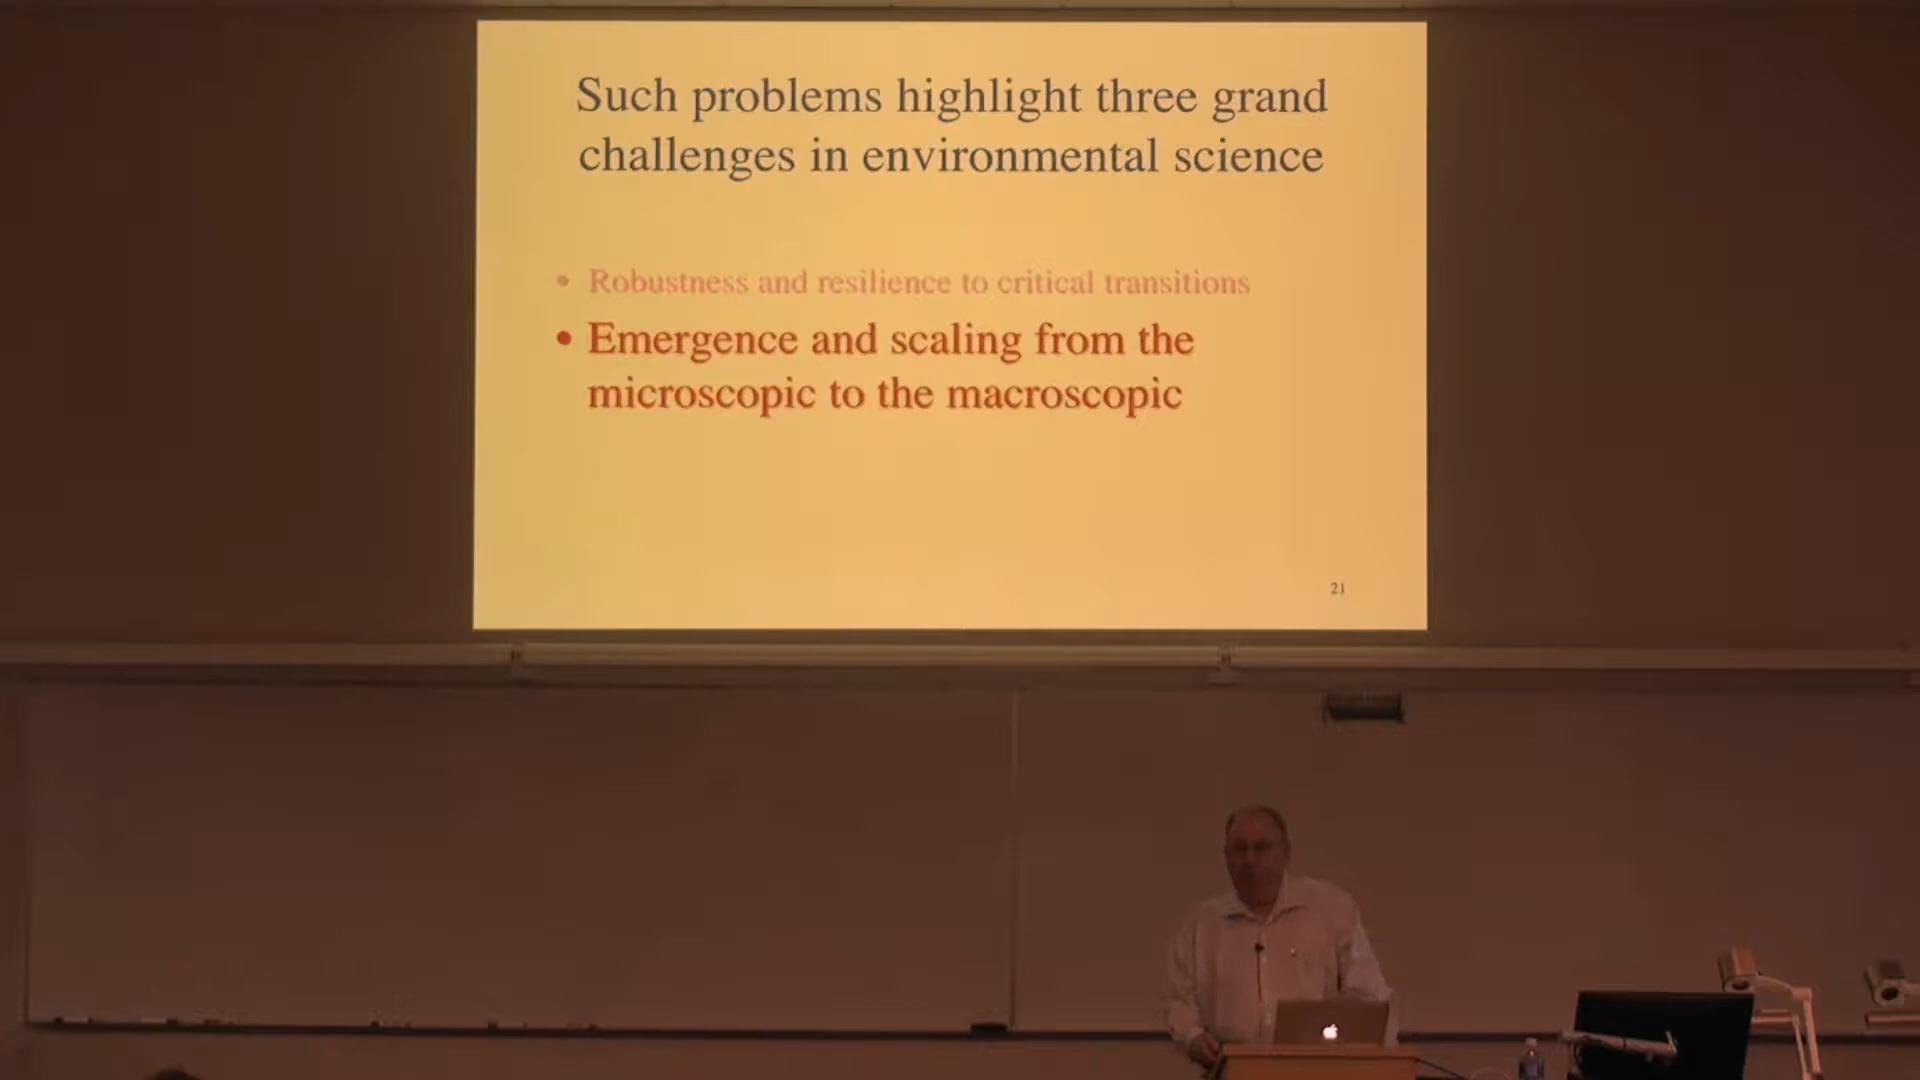 Such problems highlight three grand
challenges in environmental science
• Robustness and resilience to critical transitions
• Emergence and scaling from the
microscopic to the macroscopic
21